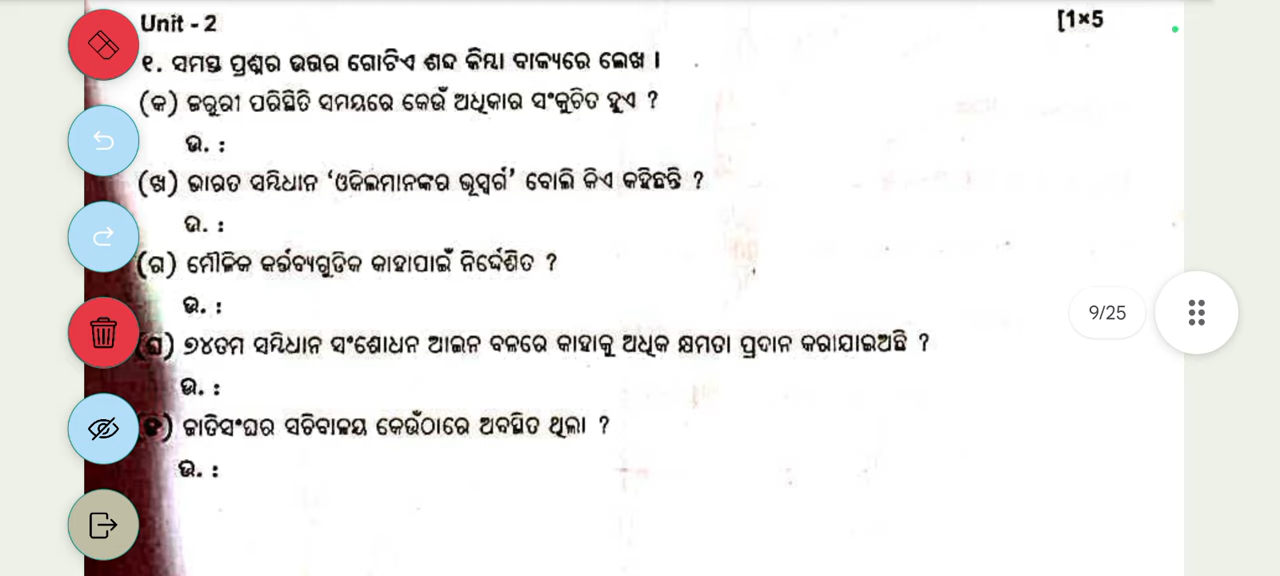 Unit - 2 [1×5
୧. ସମସ୍ତ ପ୍ରଶ୍ନର ଉତ୍ତର ଗୋଟିଏ ଶବ୍ଦ କିମ୍ବା ବାକ୍ୟରେ ଲେଖ ।
(କ) ଜରୁରୀ ପରିସ୍ଥିତି ସମୟରେ କେଉଁ ଅଧିକାର ସଂକୁଚିତ ହୁଏ ?
ଉ. :
(ଖ) ଭାରତ ସମ୍ବିଧାନ ‘ଓକିଲମାନଙ୍କର ଭୂସ୍ୱର୍ଗ’ ବୋଲି କିଏ କହିଛନ୍ତି ?
ଉ. :
(ଗ) ମୌଳିକ କର୍ତ୍ତବ୍ୟଗୁଡିକ କାହାପାଇଁ ନିର୍ଦ୍ଦେଶିତ ?
ଉ. :
(ଘ) ୭୪ତମ ସମ୍ବିଧାନ ସଂଶୋଧନ ଆଇନ ବଳରେ କାହାକୁ ଅଧିକ କ୍ଷମତା ପ୍ରଦାନ କରାଯାଇଅଛି ?
ଉ. :
(ଙ) ଜାତିସଂଘର ସଚିବାଳୟ କେଉଁଠାରେ ଅବସ୍ଥିତ ଥିଲା ?
ଉ. :
9/25